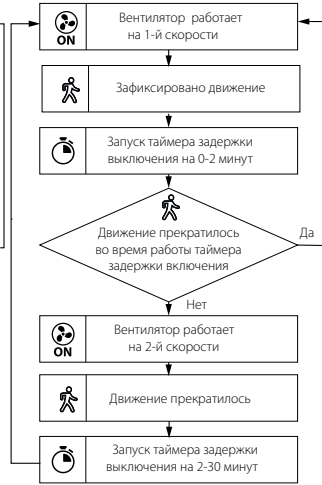 ON
Вентилятор работает
на 1-й скорости
Зафиксировано движение
Запуск таймера задержки
выключения на 0-2 минут
Движение прекратилось
во время работы таймера
задержки включения
Да
Нет
ON
Вентилятор работает
на 2-й скорости
Движение прекратилось
Запуск таймера задержки
выключения на 2-30 минут